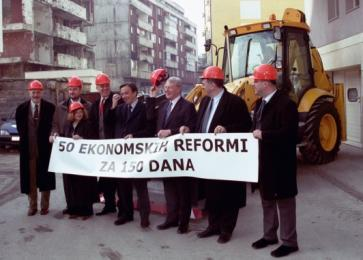 50 EKONOMSKIH REFORMI
ZA 150 DANA